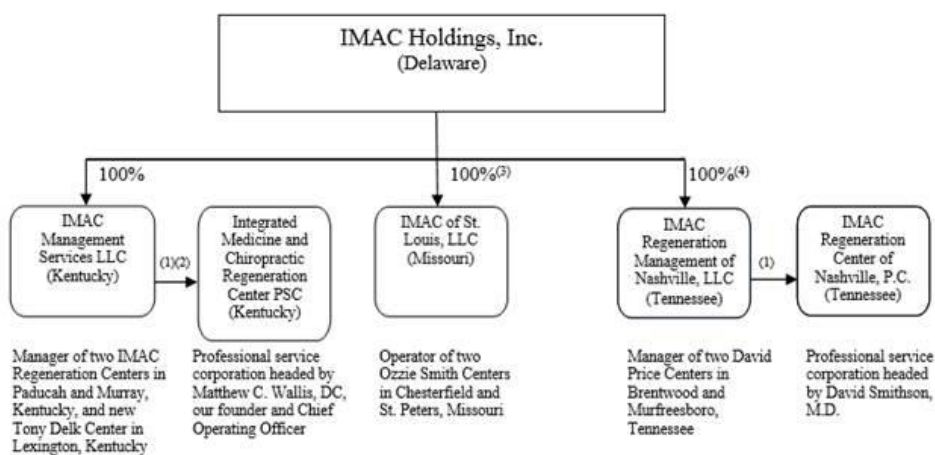 IMAC Holdings, Inc.
(Delaware)
100%
100%(3)
100%(4)
IMAC
Management
Services LLC
(Kentucky)
(1)(2)
Integrated
Medicine and
Chiropractic
Regeneration
Center PSC
(Kentucky)
IMAC of St.
Louis, LLC
(Missouri)
IMAC
Regeneration
Management of
Nashville, LLC
(Tennessee)
(1)
IMAC
Regeneration
Center of
Nashville, P.C.
(Tennessee)
Manager of two IMAC
Regeneration Centers in
Paducah and Murray,
Kentucky, and new
Tony Delk Center in
Lexington, Kentucky
Professional service
corporation headed by
Matthew C. Wallis, DC,
our founder and Chief
Operating Officer
Operator of two
Ozzie Smith Centers
in Chesterfield and
St. Peters, Missouri
Manager of two David
Price Centers in
Brentwood and
Murfreesboro,
Tennessee
Professional service
corporation headed
by David Smithson,
M.D.